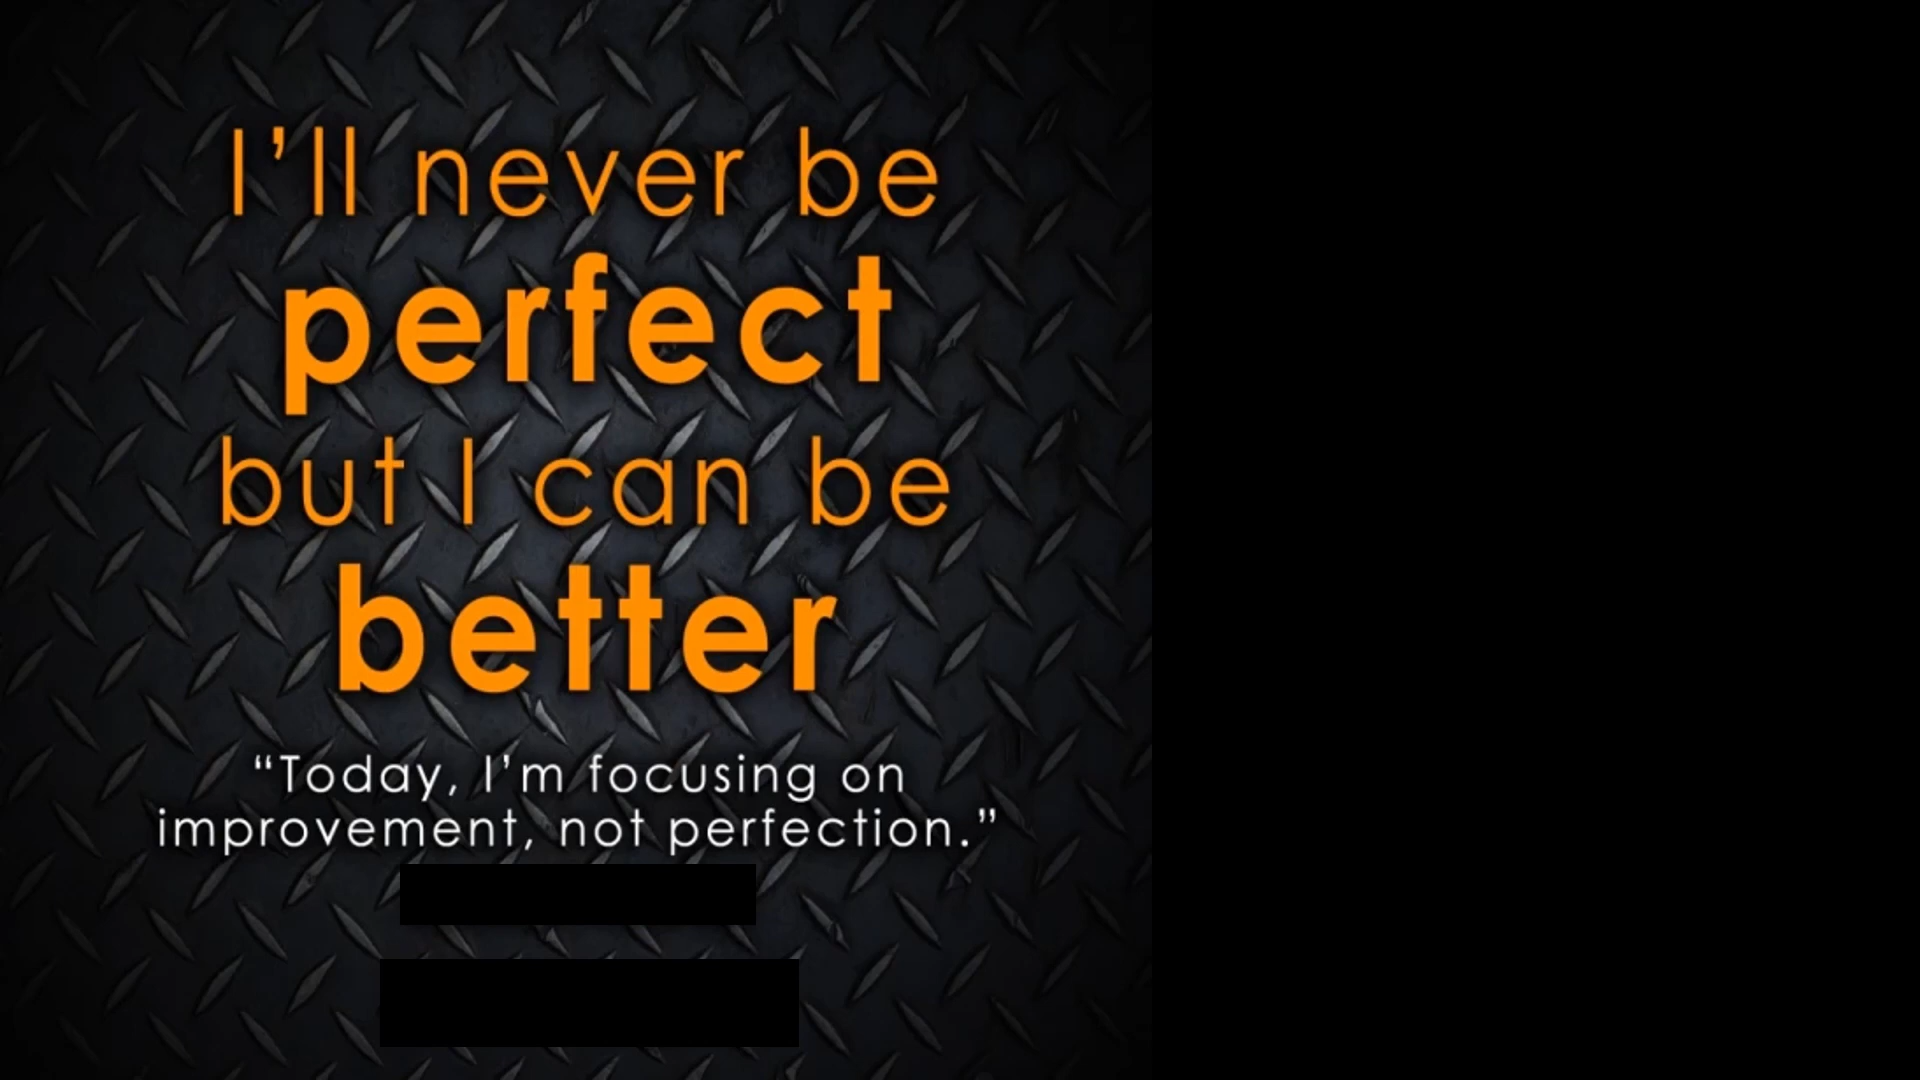 I’ll never be
perfect
but I can be
better
“Today, I’m focusing on
improvement, not perfection.”